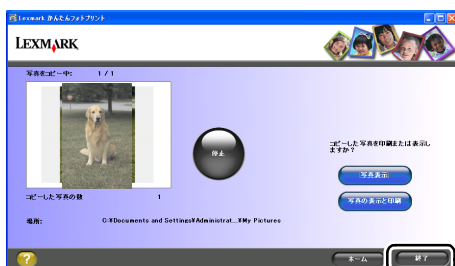 Lexmark かんたんフォトプリント
LEXMARK
写真をコピー中: 1 / 1
停止
コピーした写真を印刷または表示し
ますか?
写真表示
写真の表示と印刷
コピーした写真の数 1
場所: C:¥Documents and Settings¥Administrat...¥My Pictures
?
ホーム
終了